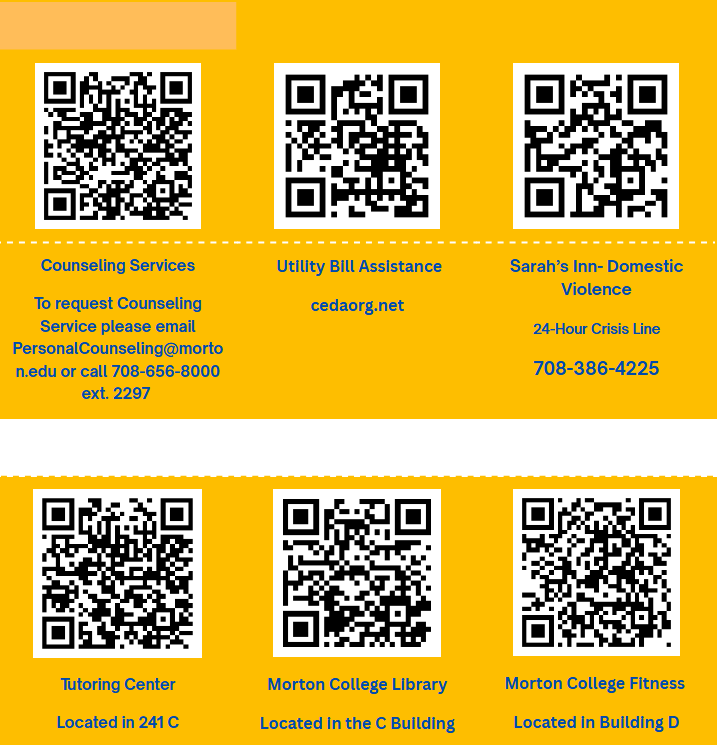 Counseling Services
To request Counseling
Service please email
PersonalCounseling@morto
n.edu or call 708-656-8000
ext. 2297
Utility Bill Assistance
cedaorg.net
Sarah's Inn- Domestic
Violence
24-Hour Crisis Line
708-386-4225
Tutoring Center
Located in 241 C
Morton College Library
Located in the C Building
Morton College Fitness
Located in Building D